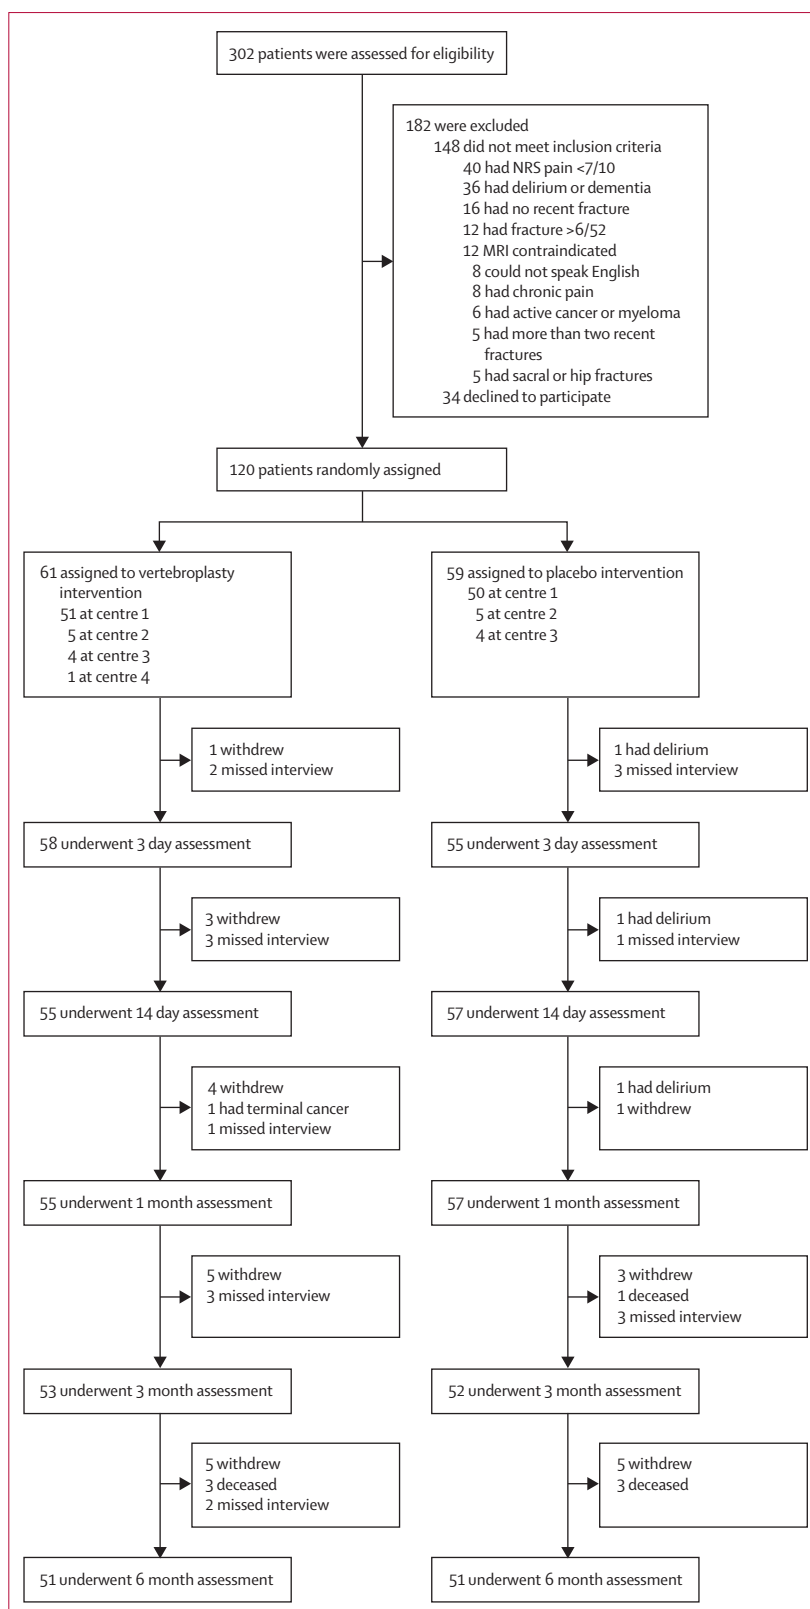 302 patients were assessed for eligibility
182 were excluded
148 did not meet inclusion criteria
40 had NRS pain <7/10
36 had delirium or dementia
16 had no recent fracture
12 had fracture >6/52
12 MRI contraindicated
8 could not speak English
8 had chronic pain
6 had active cancer or myeloma
5 had more than two recent
fractures
5 had sacral or hip fractures
34 declined to participate
120 patients randomly assigned
61 assigned to vertebroplasty
intervention
51 at centre 1
5 at centre 2
4 at centre 3
1 at centre 4
59 assigned to placebo intervention
50 at centre 1
5 at centre 2
4 at centre 3
1 withdrew
2 missed interview
1 had delirium
3 missed interview
58 underwent 3 day assessment
55 underwent 3 day assessment
3 withdrew
3 missed interview
1 had delirium
1 missed interview
55 underwent 14 day assessment
57 underwent 14 day assessment
4 withdrew
1 had terminal cancer
1 missed interview
1 had delirium
1 withdrew
55 underwent 1 month assessment
57 underwent 1 month assessment
5 withdrew
3 missed interview
3 withdrew
1 deceased
3 missed interview
53 underwent 3 month assessment
52 underwent 3 month assessment
5 withdrew
3 deceased
2 missed interview
5 withdrew
3 deceased
51 underwent 6 month assessment
51 underwent 6 month assessment